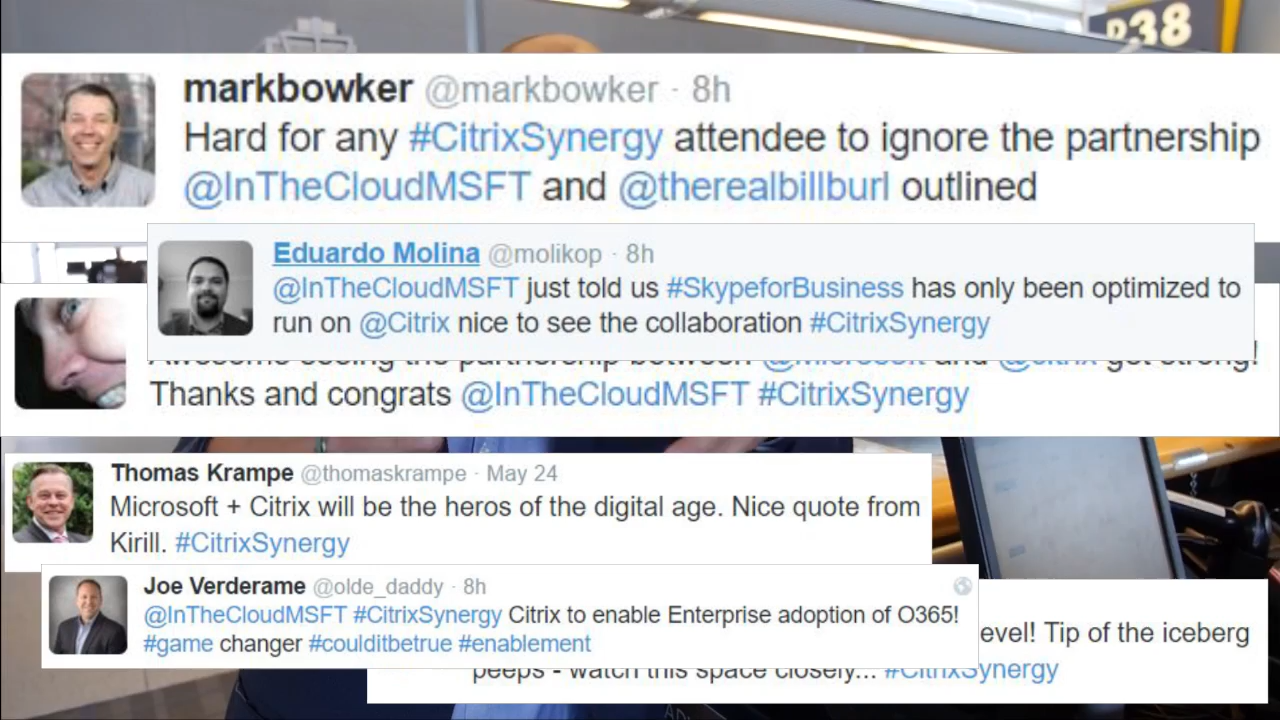 D38
markbowker @markbowker · 8h
Hard for any #CitrixSynergy attendee to ignore the partnership
@InTheCloudMSFT and @therealbillburl outlined
Eduardo Molina @molikop · 8h
@InTheCloudMSFT just told us #SkypeforBusiness has only been optimized to
run on @Citrix nice to see the collaboration #CitrixSynergy
Awesome seeing the partnership between @Microsoft and @citrix get strong!
Thanks and congrats @InTheCloudMSFT #CitrixSynergy
Thomas Krampe @thomaskrampe · May 24
Microsoft + Citrix will be the heros of the digital age. Nice quote from
Kirill. #CitrixSynergy
Joe Verderame @olde_daddy · 8h
@InTheCloudMSFT #CitrixSynergy Citrix to enable Enterprise adoption of O365!
#game changer #coulditbetrue #enablement
evel! Tip of the iceberg
peeps - watch this space closely... #CitrixSynergy